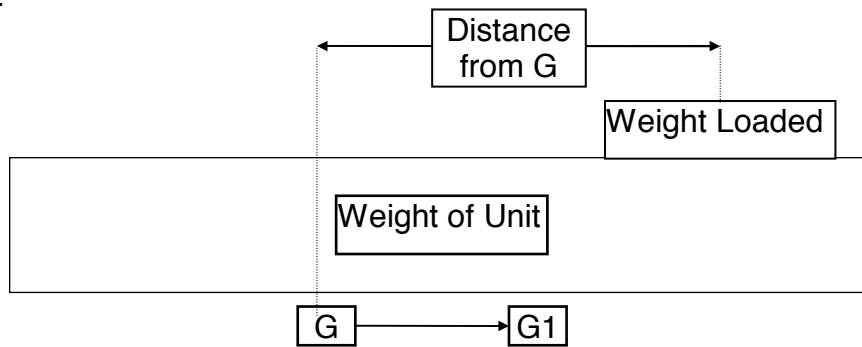 .
Distance
from G
Weight Loaded
Weight of Unit
G
G1